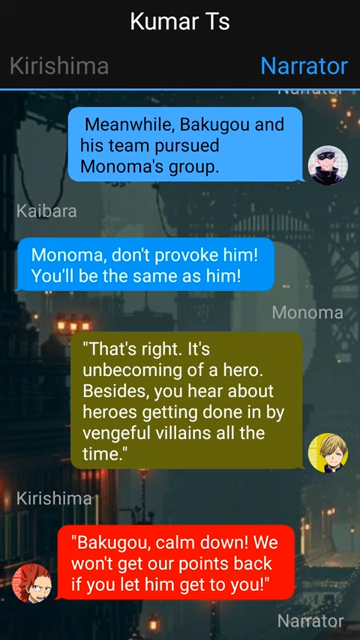 Kumar Ts
Kirishima
Narrator
Narrator
Meanwhile, Bakugou and
his team pursued
Monoma's group.
Kaibara
Monoma, don't provoke him!
You'll be the same as him!
Monoma
"That's right. It's
unbecoming of a hero.
Besides, you hear about
heroes getting done in by
vengeful villains all the
time."
Kirishima
"Bakugou, calm down! We
won't get our points back
if you let him get to you!"
Narrator